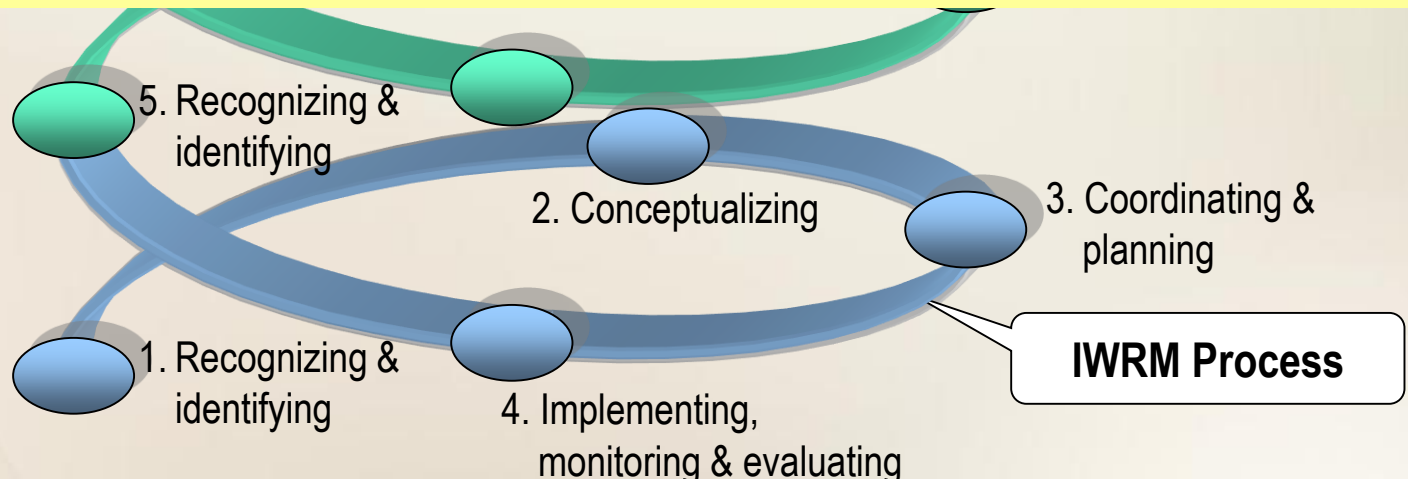 5. Recognizing &
identifying
2. Conceptualizing
3. Coordinating &
planning
IWRM Process
1. Recognizing &
identifying
4. Implementing,
monitoring & evaluating